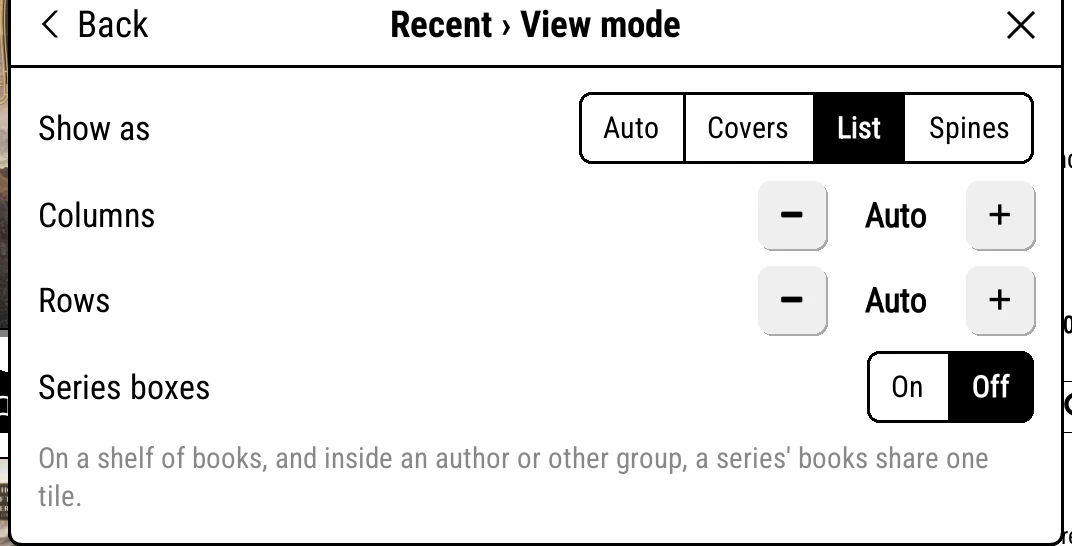 Back
Recent › View mode
Show as
Auto Covers List Spines
Columns
− Auto +
Rows
− Auto +
Series boxes
On Off
On a shelf of books, and inside an author or other group, a series' books share one
tile.